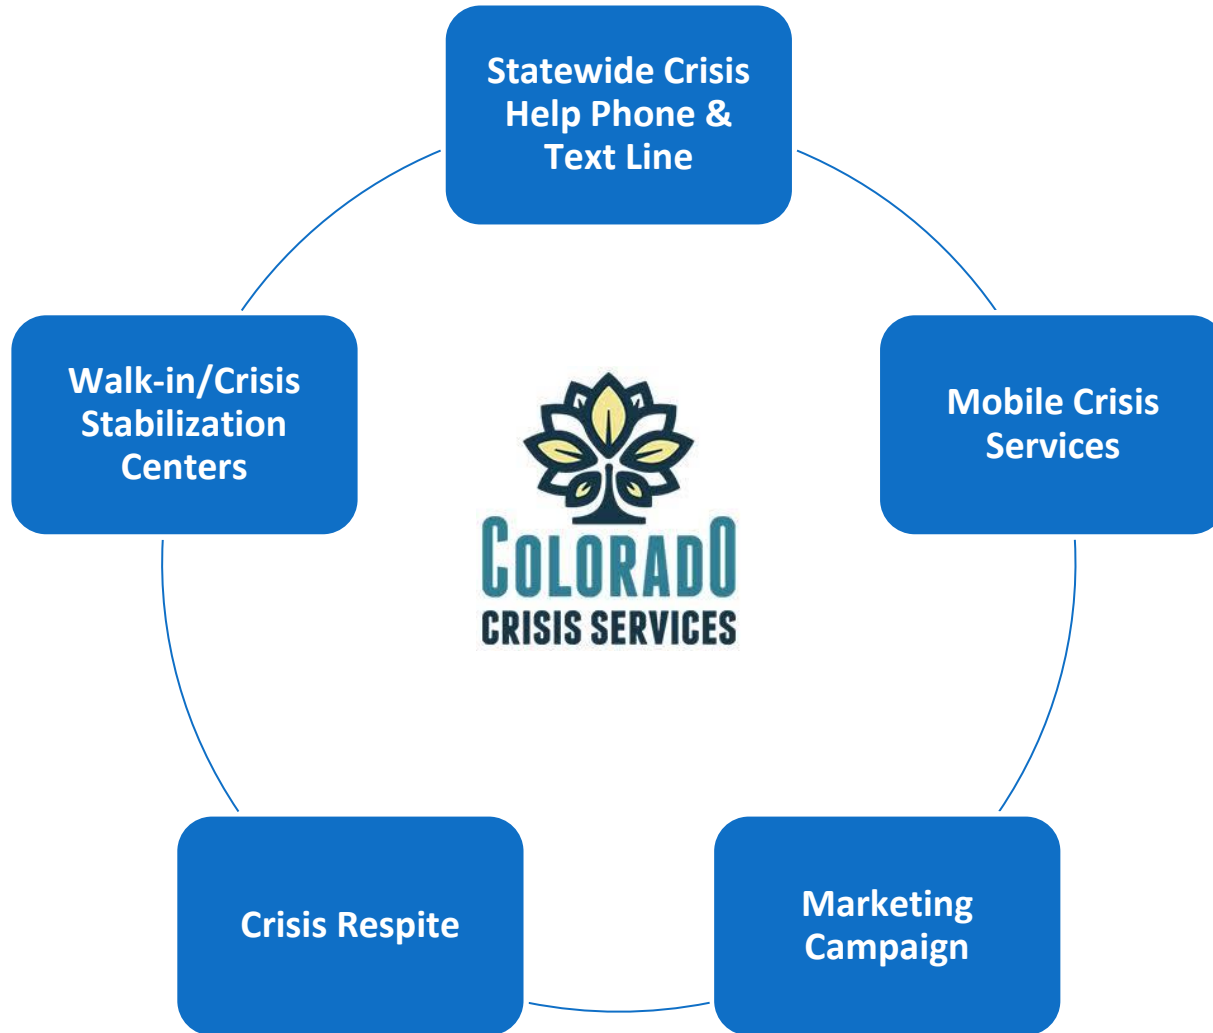 Statewide Crisis
Help Phone &
Text Line
Walk-in/Crisis
Stabilization
Centers
Mobile Crisis
Services
COLORADO
CRISIS SERVICES
Crisis Respite
Marketing
Campaign